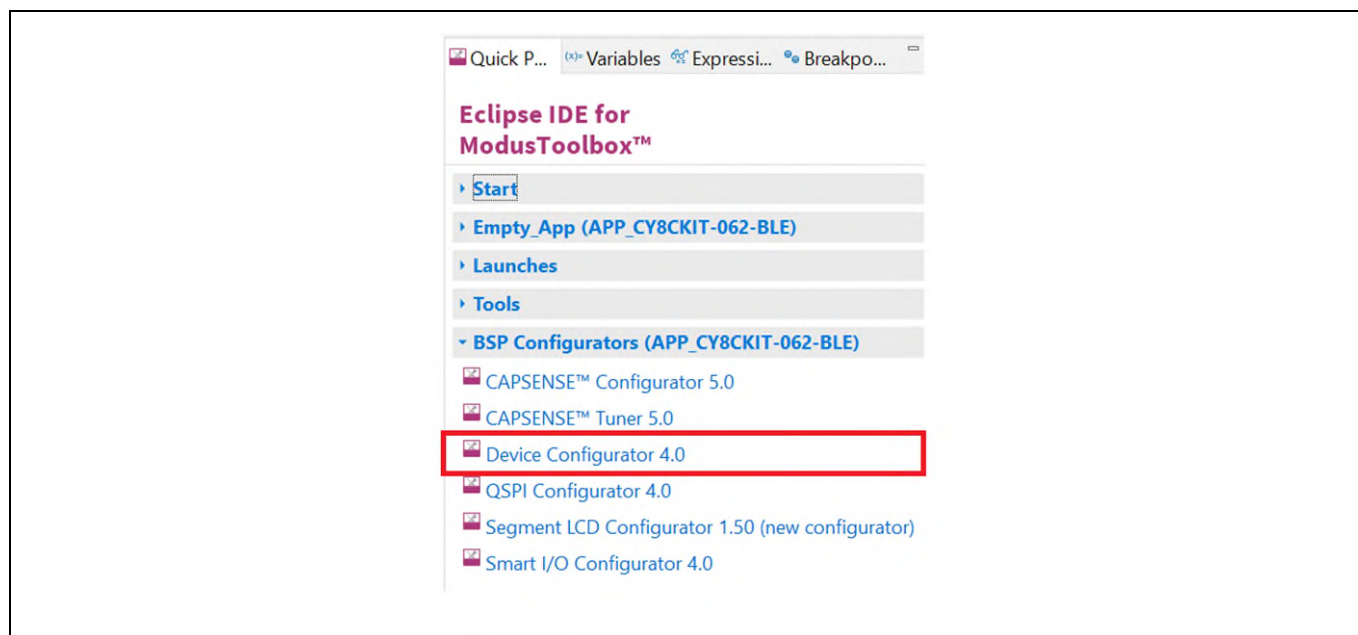 Quick P... (x)= Variables Expressi... Breakpo...
Eclipse IDE for
ModusToolbox™
Start
Empty_App (APP_CY8CKIT-062-BLE)
Launches
Tools
BSP Configurators (APP_CY8CKIT-062-BLE)
CAPSENSE™ Configurator 5.0
CAPSENSE™ Tuner 5.0
Device Configurator 4.0
QSPI Configurator 4.0
Segment LCD Configurator 1.50 (new configurator)
Smart I/O Configurator 4.0